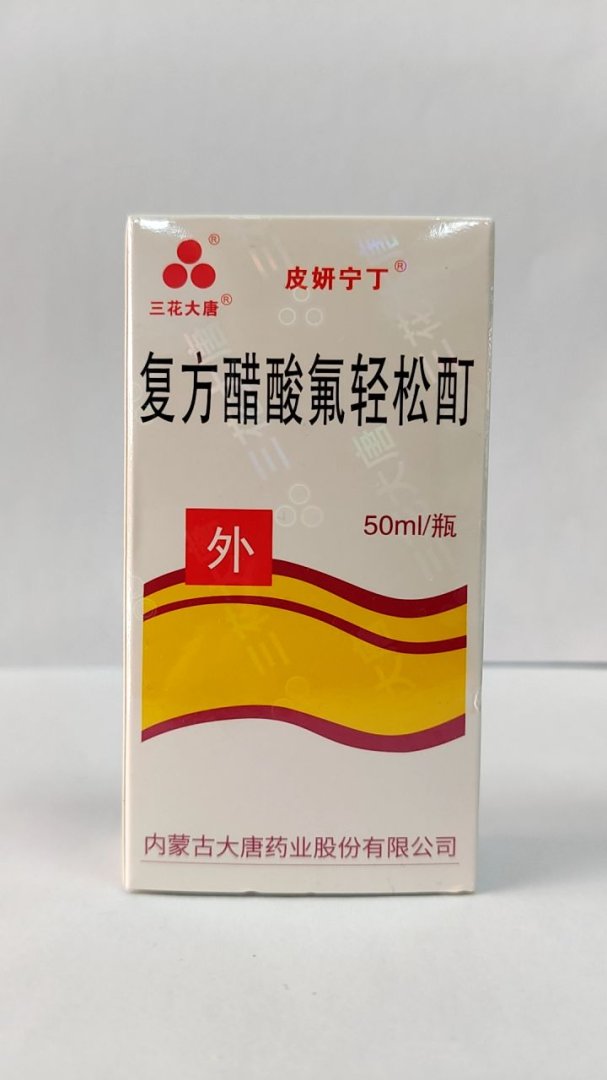 三花大唐®
皮妍宁丁®
复方醋酸氟轻松酊
50ml/瓶
外
内蒙古大唐药业股份有限公司